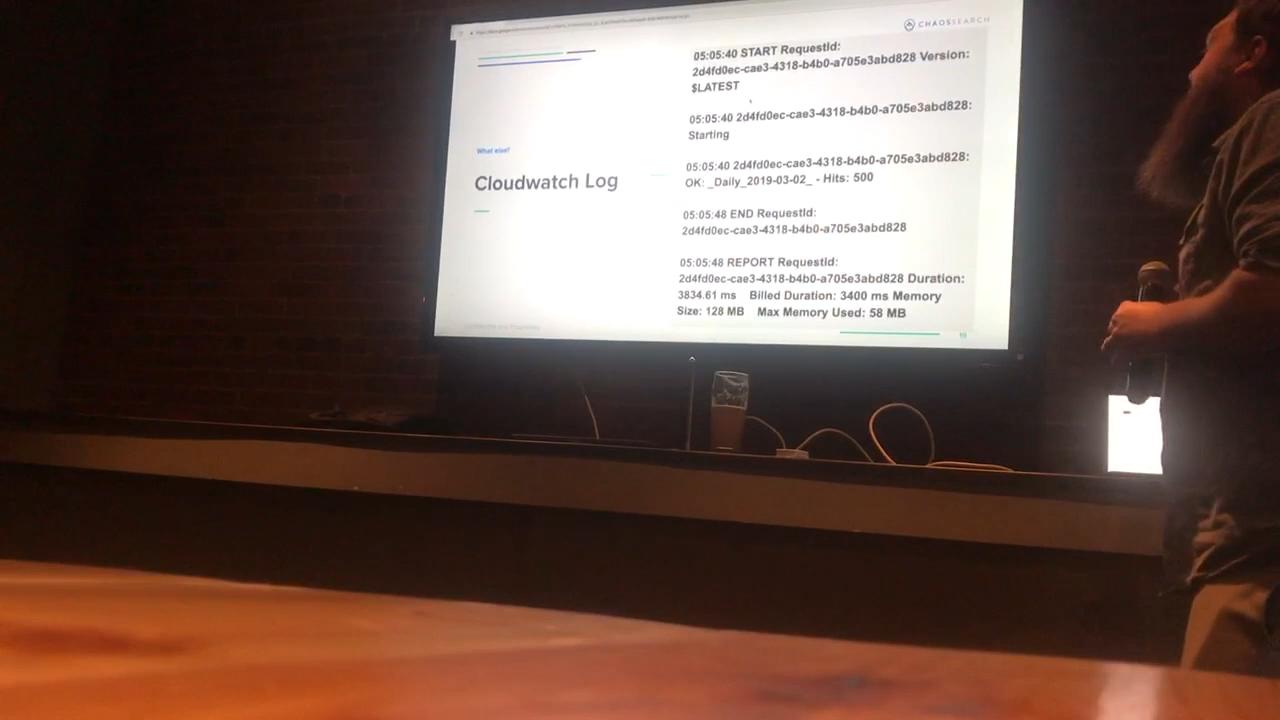 CHAOSSEARCH
What else?
Cloudwatch Log
05:05:40 START RequestId:
2d4fd0ec-cae3-4318-b4b0-a705e3abd828 Version:
$LATEST
05:05:40 2d4fd0ec-cae3-4318-b4b0-a705e3abd828:
Starting
05:05:40 2d4fd0ec-cae3-4318-b4b0-a705e3abd828:
OK: _Daily_2019-03-02_ - Hits: 500
05:05:48 END RequestId:
2d4fd0ec-cae3-4318-b4b0-a705e3abd828
05:05:48 REPORT RequestId:
2d4fd0ec-cae3-4318-b4b0-a705e3abd828 Duration:
3834.61 ms Billed Duration: 3400 ms Memory
Size: 128 MB Max Memory Used: 58 MB